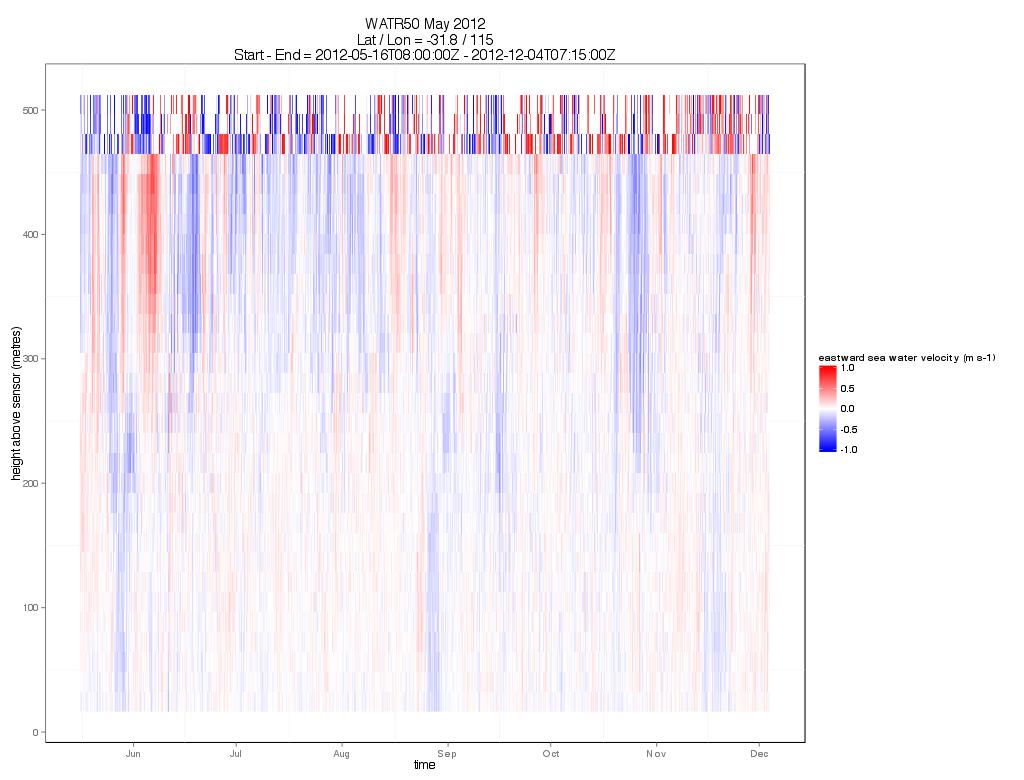 WATR50 May 2012
Lat / Lon = -31.8 / 115
Start - End = 2012-05-16T08:00:00Z - 2012-12-04T07:15:00Z
500
400
300
200
100
0
height above sensor (metres)
Jun
Jul
Aug
Sep
Oct
Nov
Dec
time
eastward sea water velocity (m s-1)
1.0
0.5
0.0
-0.5
-1.0